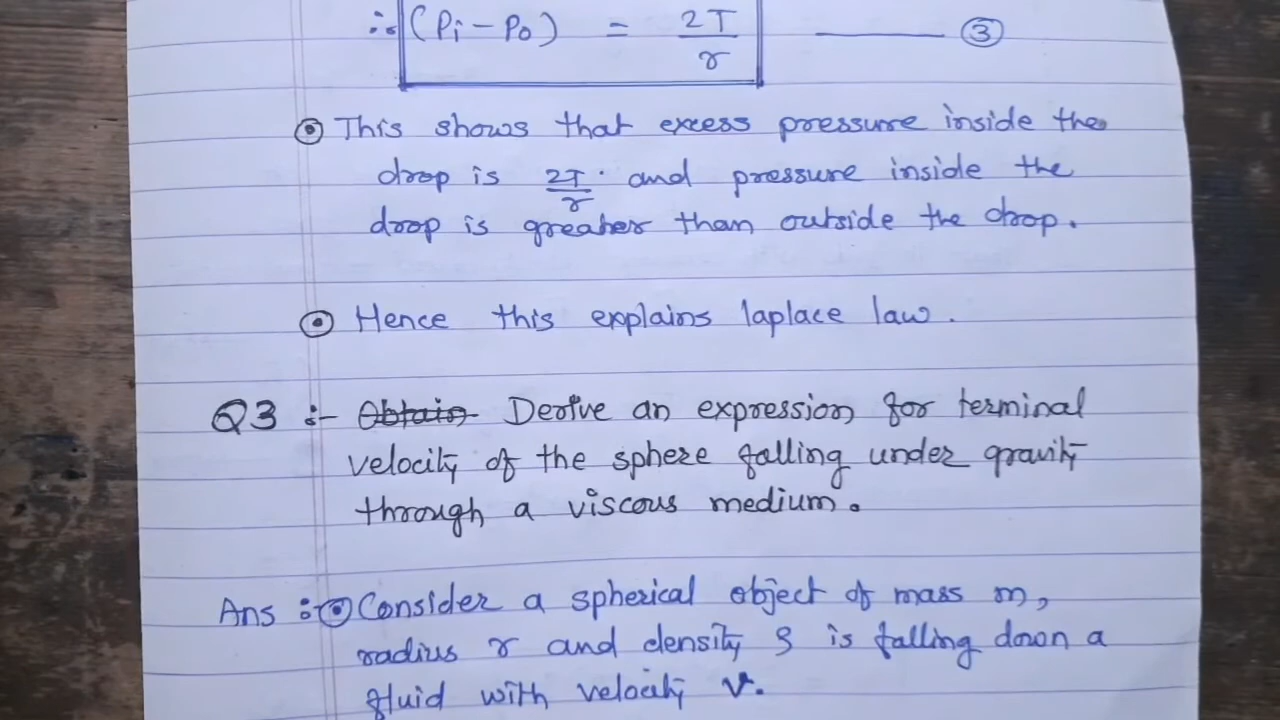 ∴ (Pi - Po) = 2T/r ——— ③
This shows that excess pressure inside the
drop is 2T/r. and pressure inside the
drop is greater than outside the drop.
Hence this explains laplace law.
Q3 :- Obtain Derive an expression for terminal
velocity of the sphere falling under gravity
through a viscous medium.
Ans :- Consider a spherical object of mass m,
radius r and density ρ is falling down a
fluid with velocity v.